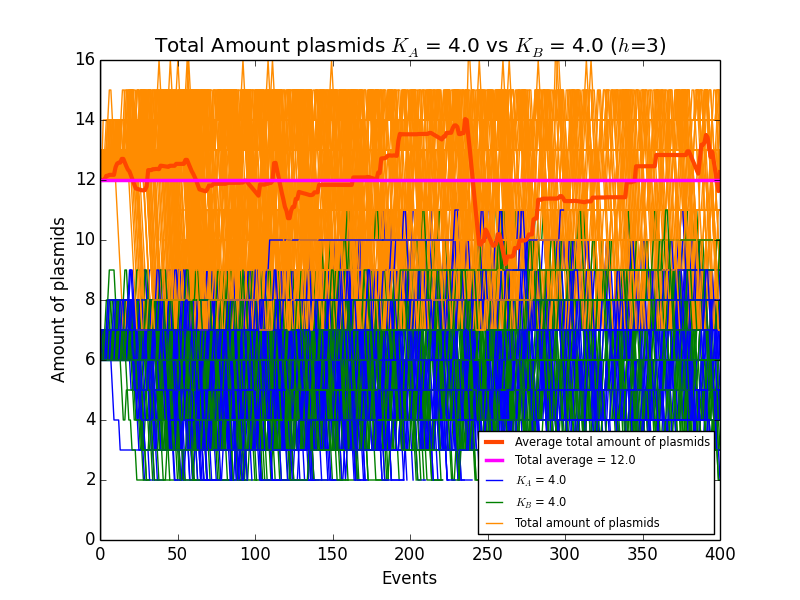 Total Amount plasmids K_A = 4.0 vs K_B = 4.0 (h=3)
16
14
12
10
8
6
4
2
0
Amount of plasmids
Average total amount of plasmids
Total average = 12.0
K_A = 4.0
K_B = 4.0
Total amount of plasmids
0 50 100 150 200 250 300 350 400
Events